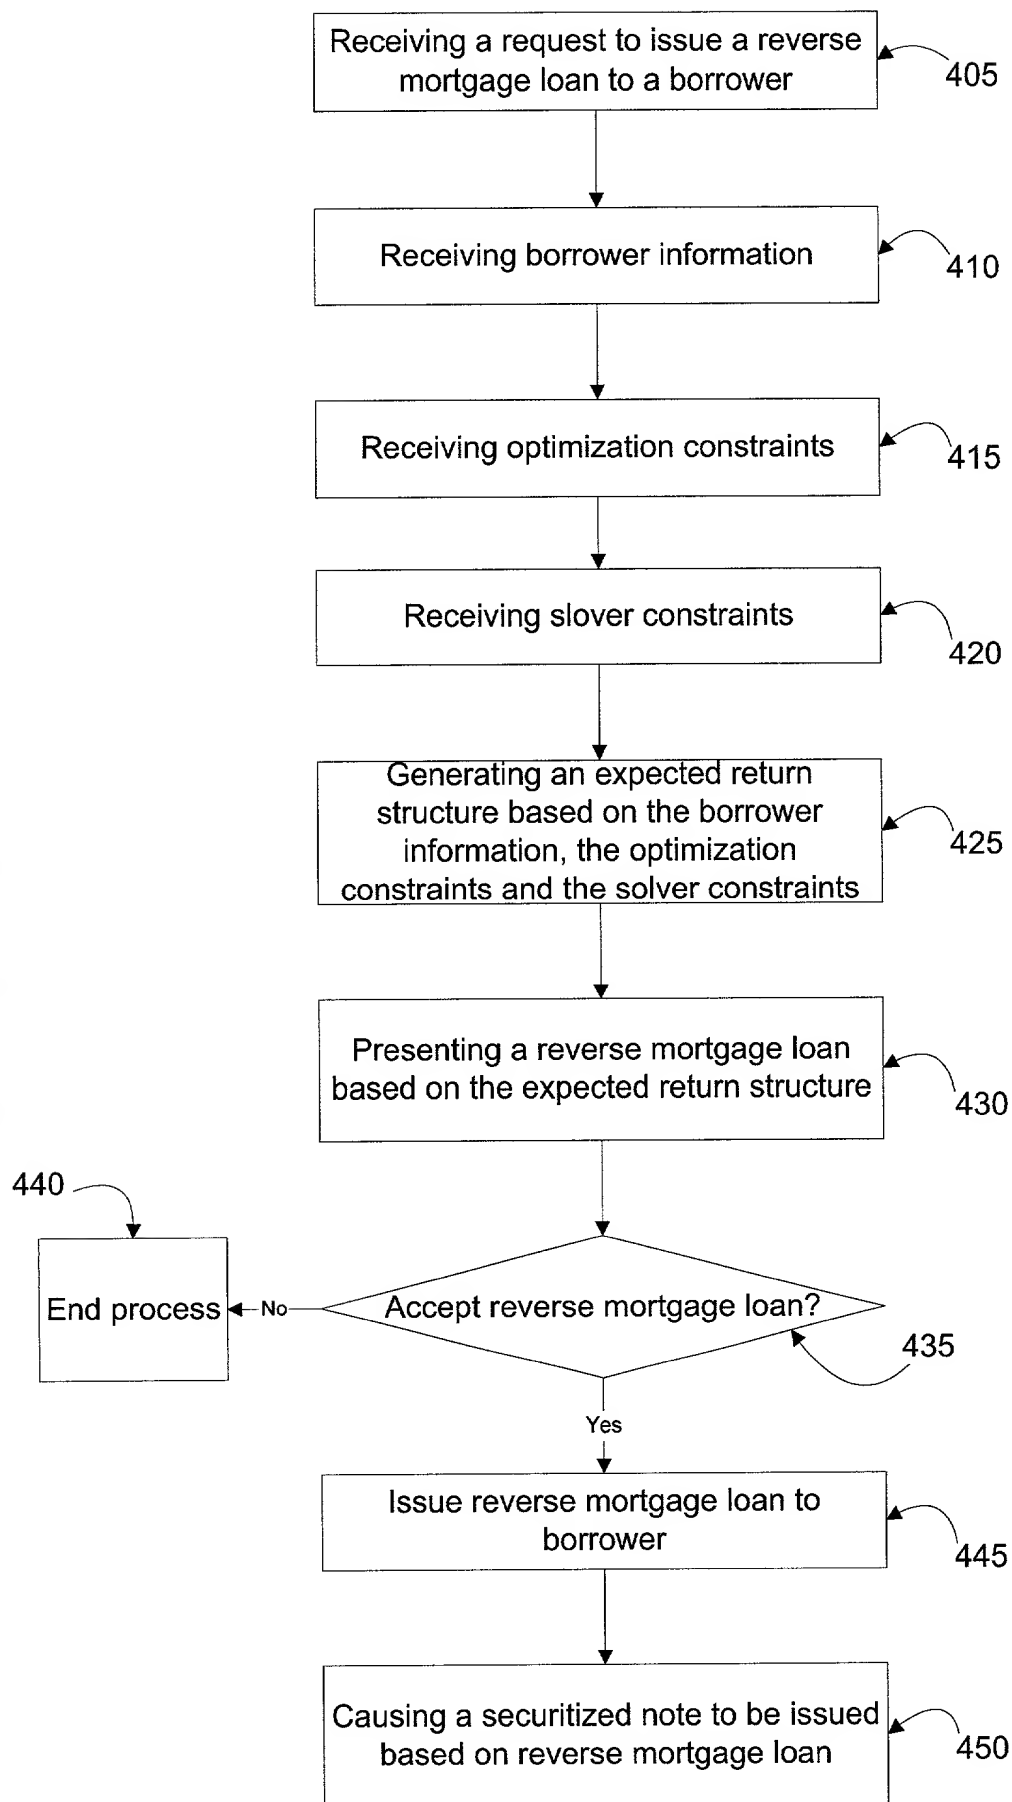 Receiving a request to issue a reverse
mortgage loan to a borrower
405
Receiving borrower information
410
Receiving optimization constraints
415
Receiving slover constraints
420
Generating an expected return
structure based on the borrower
information, the optimization
constraints and the solver constraints
425
Presenting a reverse mortgage loan
based on the expected return structure
430
440
End process
No
Accept reverse mortgage loan?
435
Yes
Issue reverse mortgage loan to
borrower
445
Causing a securitized note to be issued
based on reverse mortgage loan
450